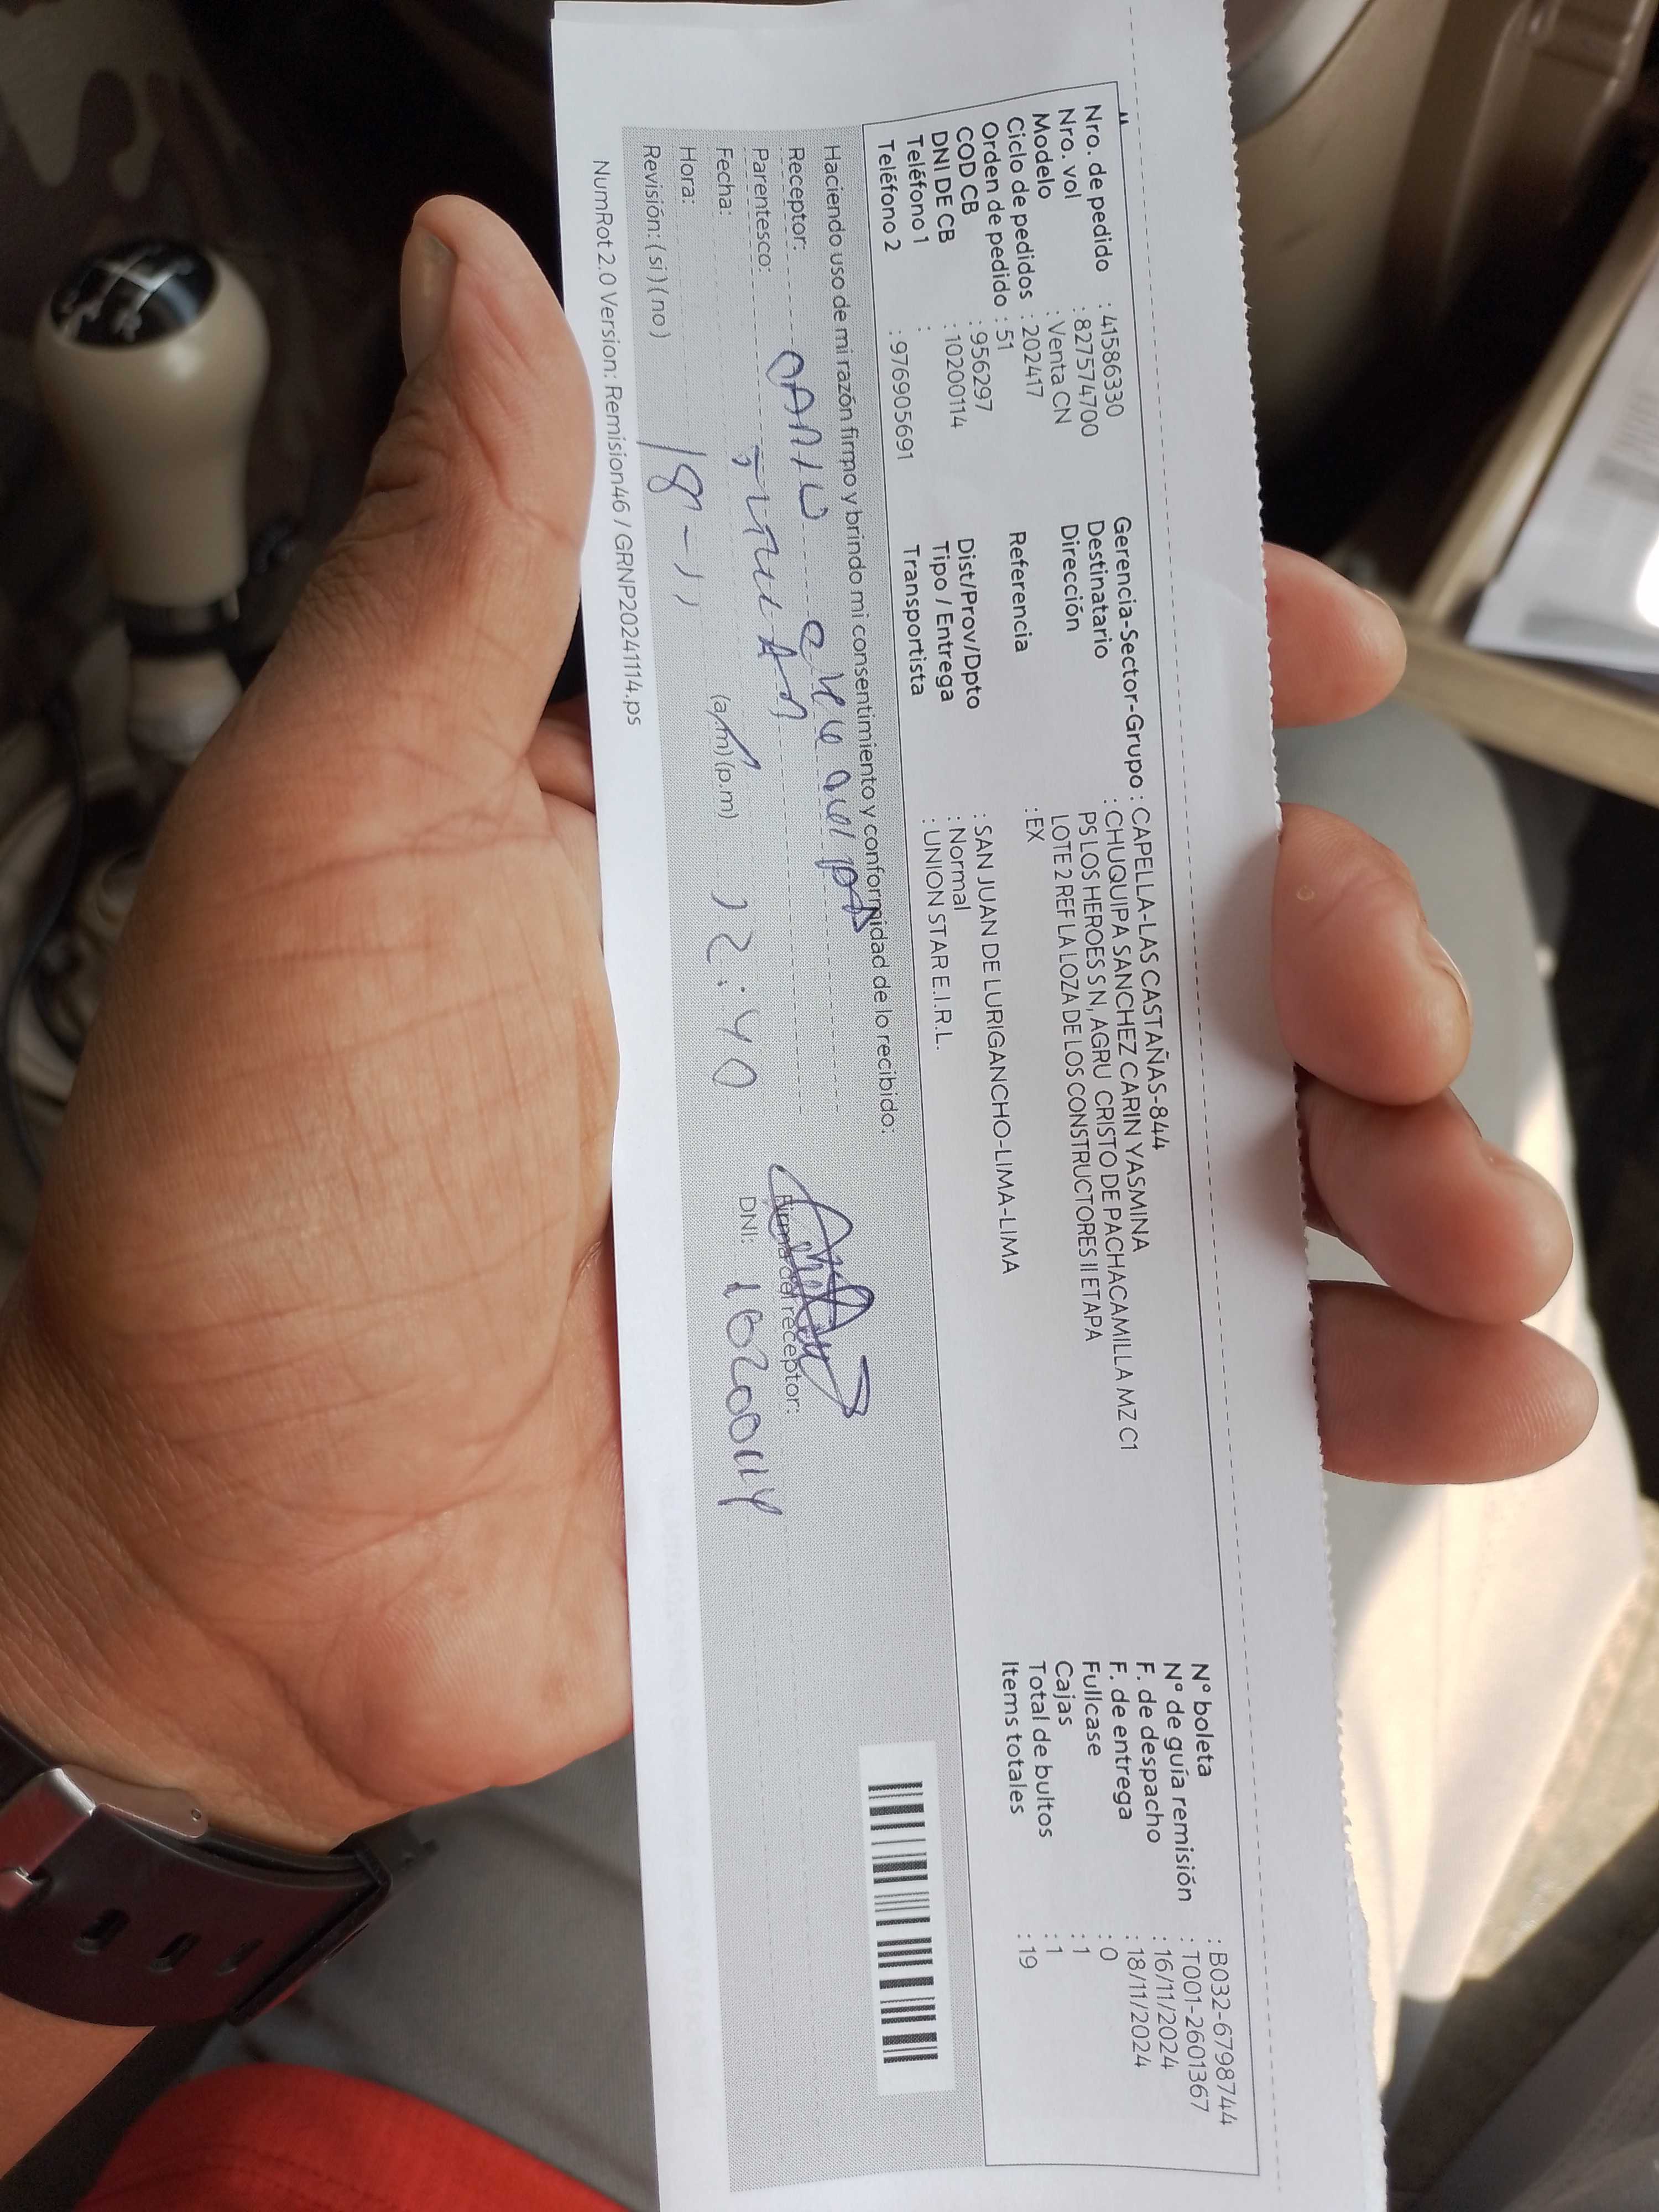 Nro. de pedido : 41586330
Nro. vol : 827574700
Modelo : Venta CN
Ciclo de pedidos : 202417
Orden de pedido : 51
COD CB : 956297
DNI DE CB : 10200114
Teléfono 1 :
Teléfono 2 : 976905691
Gerencia-Sector-Grupo : CAPELLA-LAS CASTAÑAS-844
Destinatario : CHUQUIPA SANCHEZ CARIN YASMINA
Dirección PS LOS HEROES S N, AGRU CRISTO DE PACHACAMILLA MZ C1
LOTE 2 REF LA LOZA DE LOS CONSTRUCTORES II ETAPA
Referencia : EX
Dist/Prov/Dpto : SAN JUAN DE LURIGANCHO-LIMA-LIMA
Tipo / Entrega : Normal
Transportista : UNION STAR E.I.R.L.
N° boleta : B032-6798744
N° de guía remisión : T001-2601367
F. de despacho : 16/11/2024
F. de entrega : 18/11/2024
Fullcase : 0
Cajas : 1
Total de bultos : 1
Items totales : 19
Haciendo uso de mi razón firmo y brindo mi consentimiento y conformidad de lo recibido:
Receptor:
Parentesco:
Fecha: (a.m) (p.m) 12:40
Hora: 18-11
Revisión: ( si ) ( no )
Firma del receptor:
DNI: 10200114
NumRot 2.0 Version: Remision46 / GRNP20241114.ps